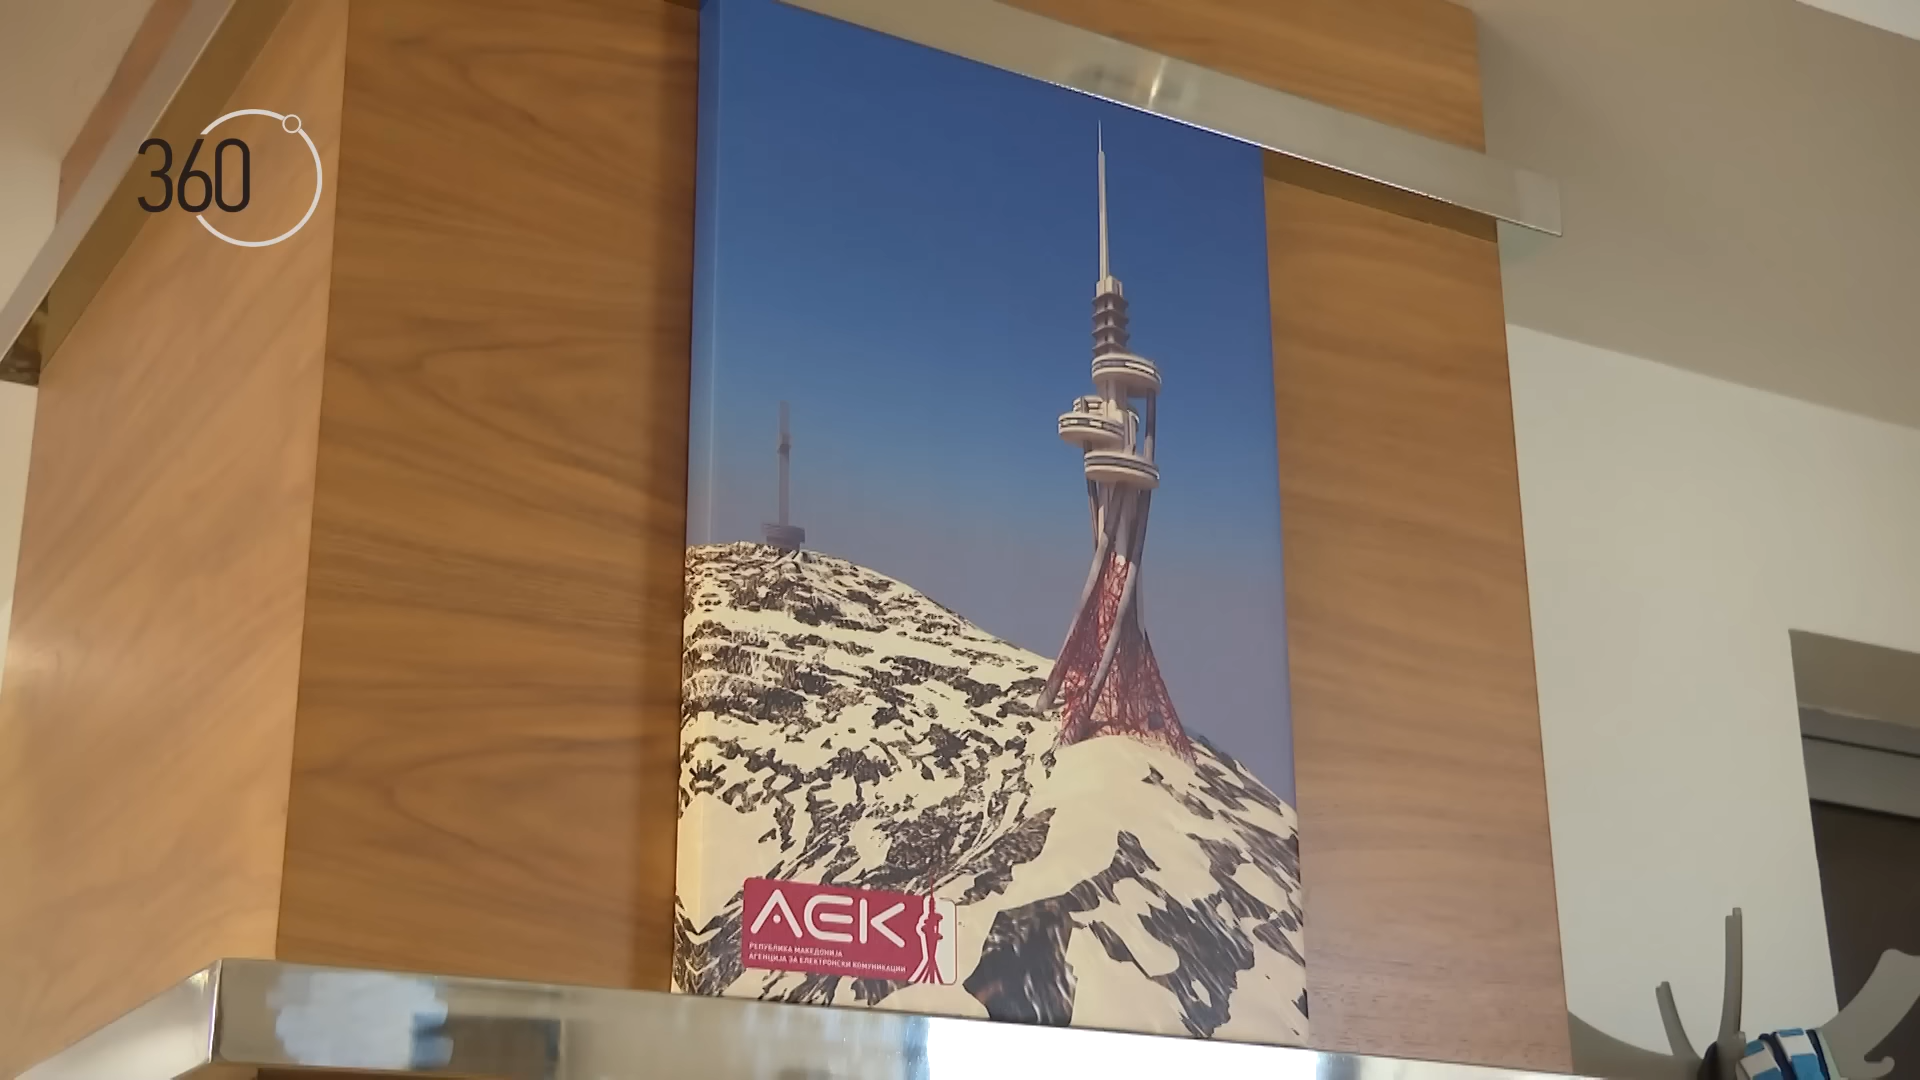 360
АЕК
РЕПУБЛИКА МАКЕДОНИЈА
АГЕНЦИЈА ЗА ЕЛЕКТРОНСКИ КОМУНИКАЦИИ